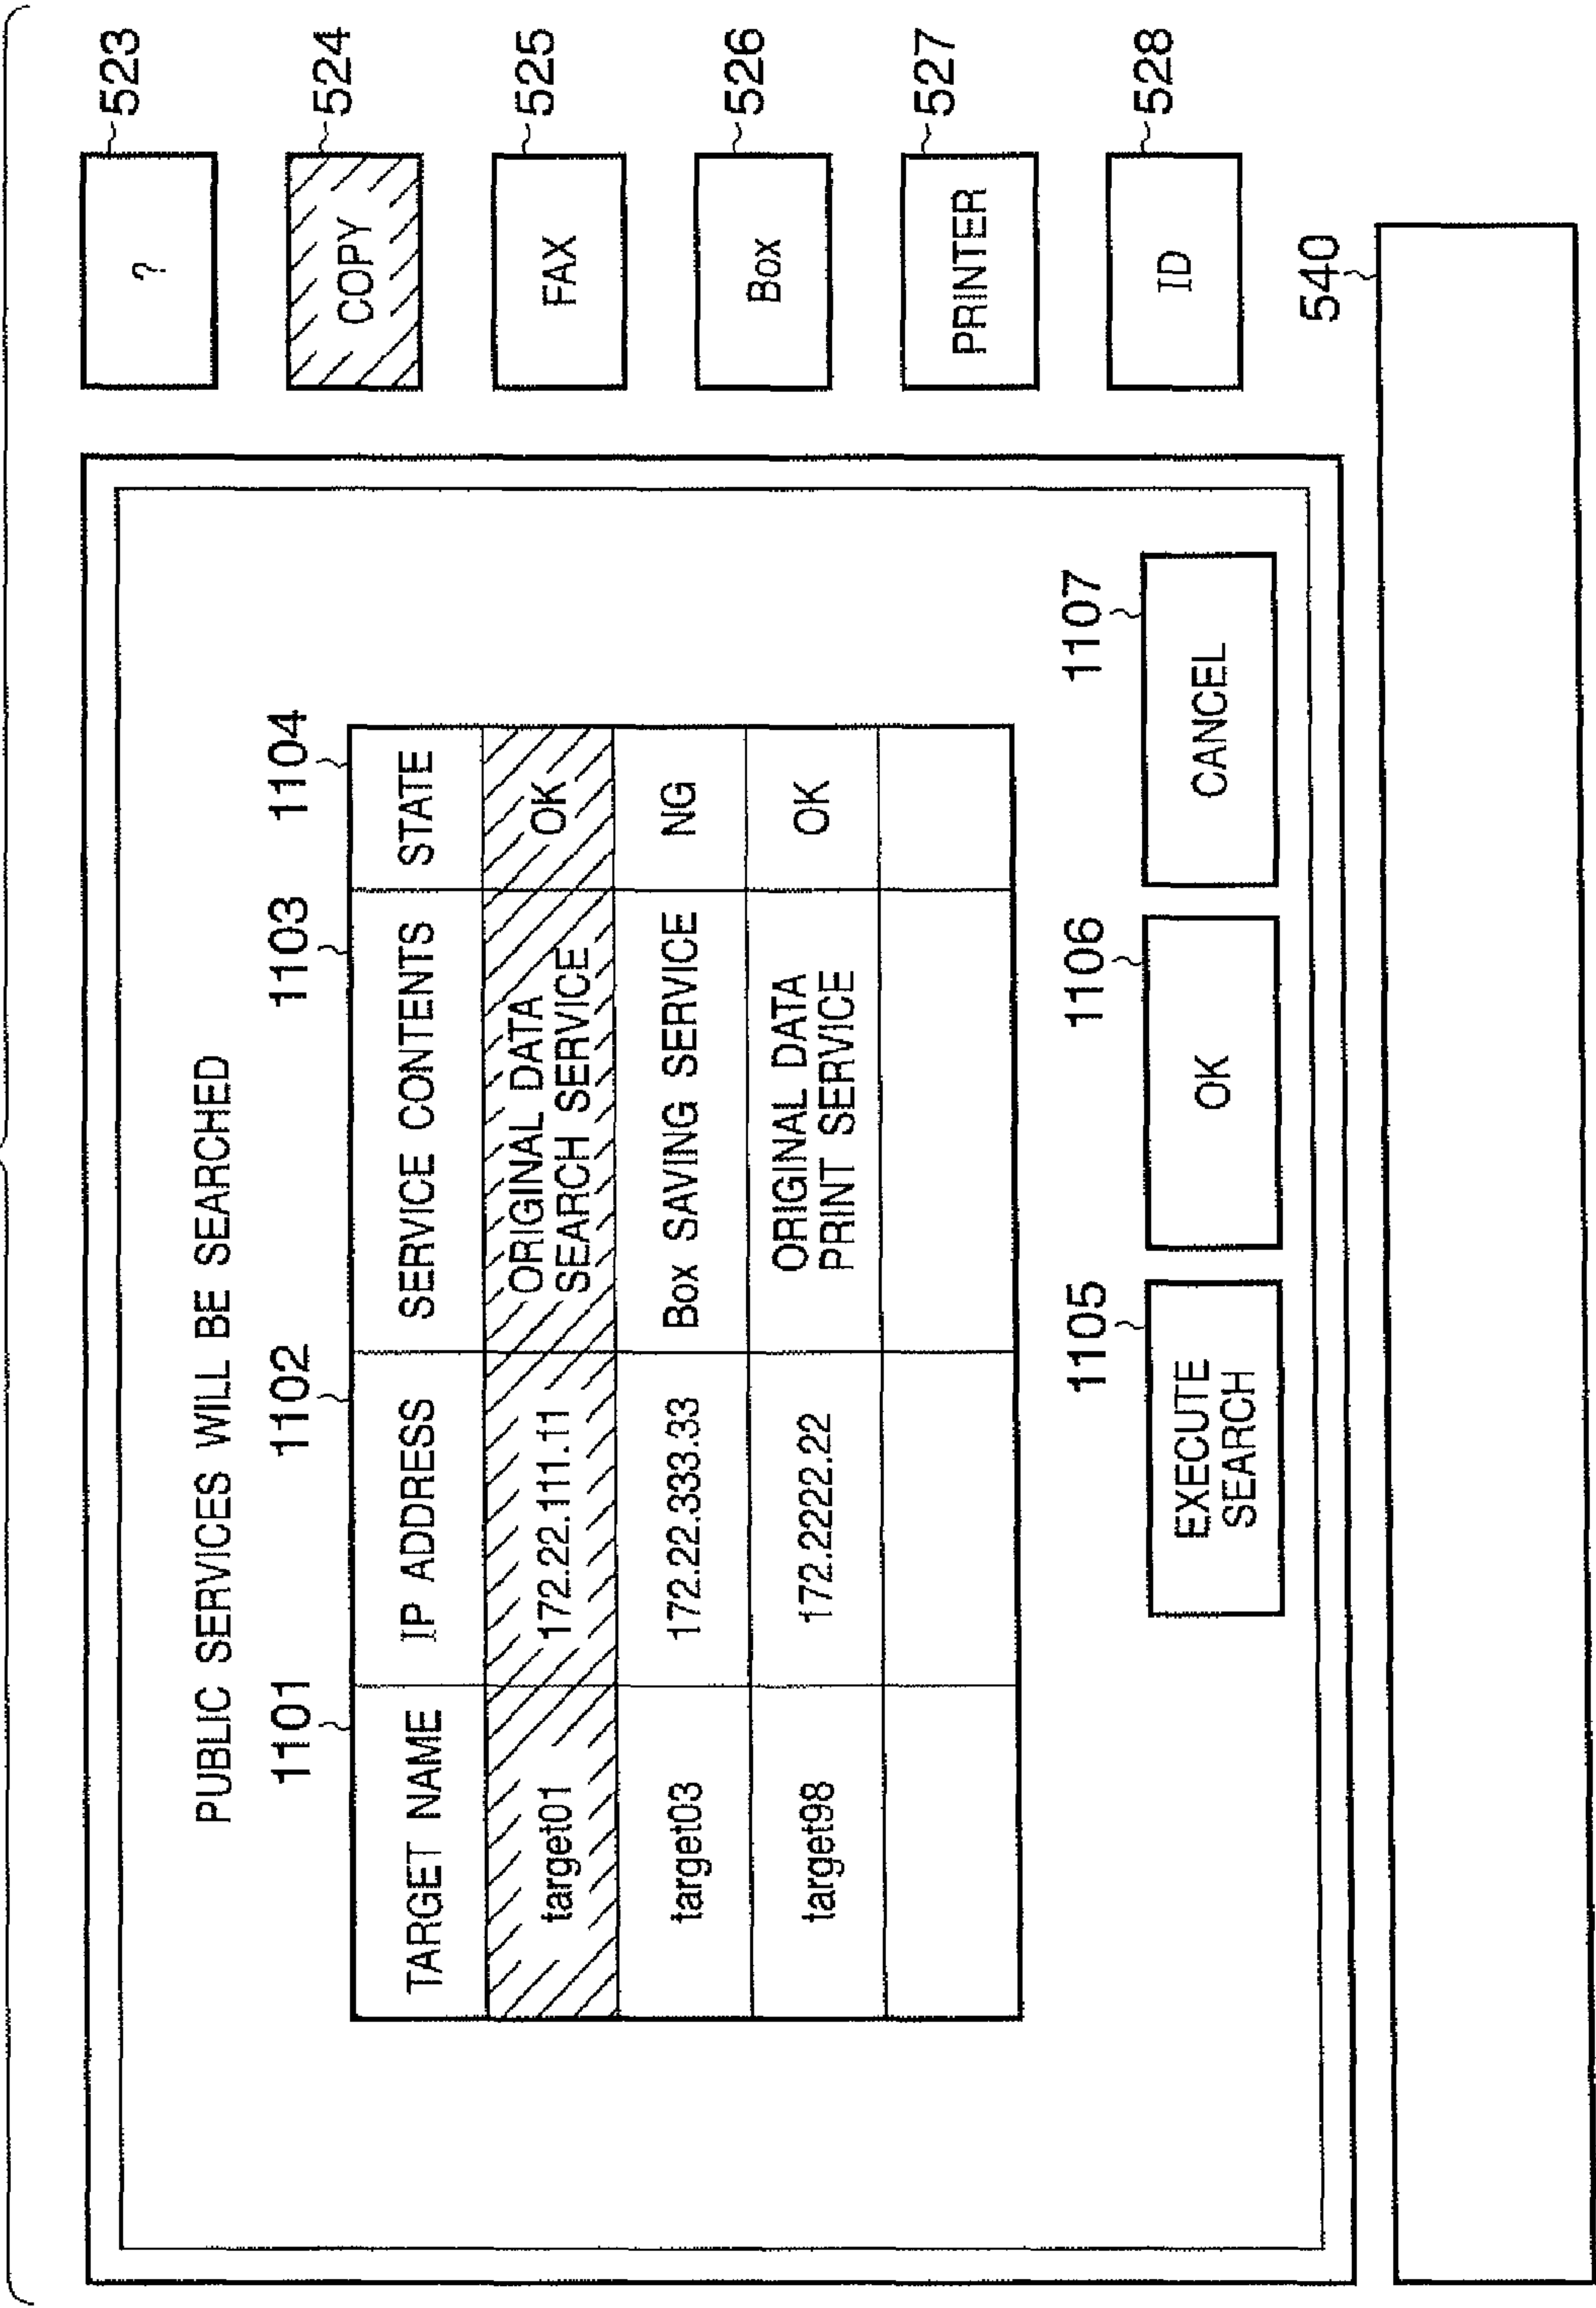 PUBLIC SERVICES WILL BE SEARCHED
1101 1102 1103 1104
TARGET NAME IP ADDRESS SERVICE CONTENTS STATE
target01 172.22.111.11 ORIGINAL DATA SEARCH SERVICE OK
target03 172.22.333.33 Box SAVING SERVICE NG
target98 172.2222.22 ORIGINAL DATA PRINT SERVICE OK
1105 1106 1107
EXECUTE SEARCH OK CANCEL
? 523
COPY 524
FAX 525
Box 526
PRINTER 527
ID 528
540